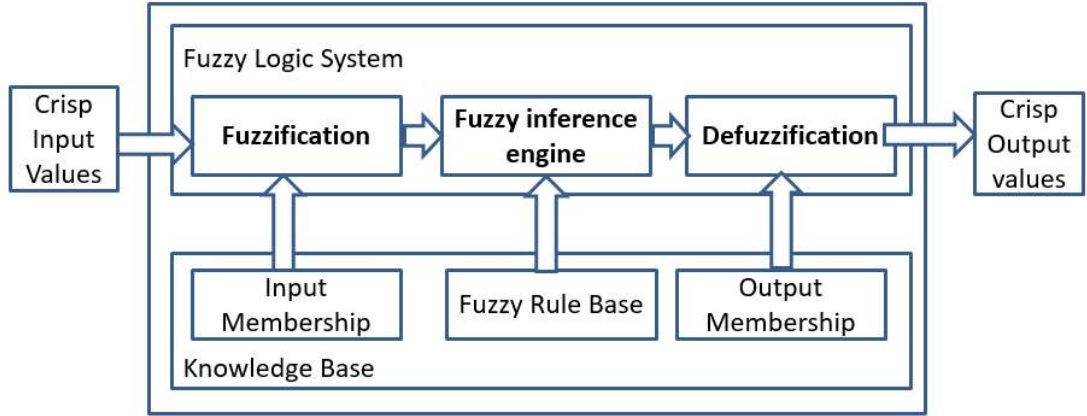 Fuzzy Logic System
Crisp
Input
Values
Fuzzification
Fuzzy inference
engine
Defuzzification
Crisp
Output
values
Input
Membership
Fuzzy Rule Base
Output
Membership
Knowledge Base